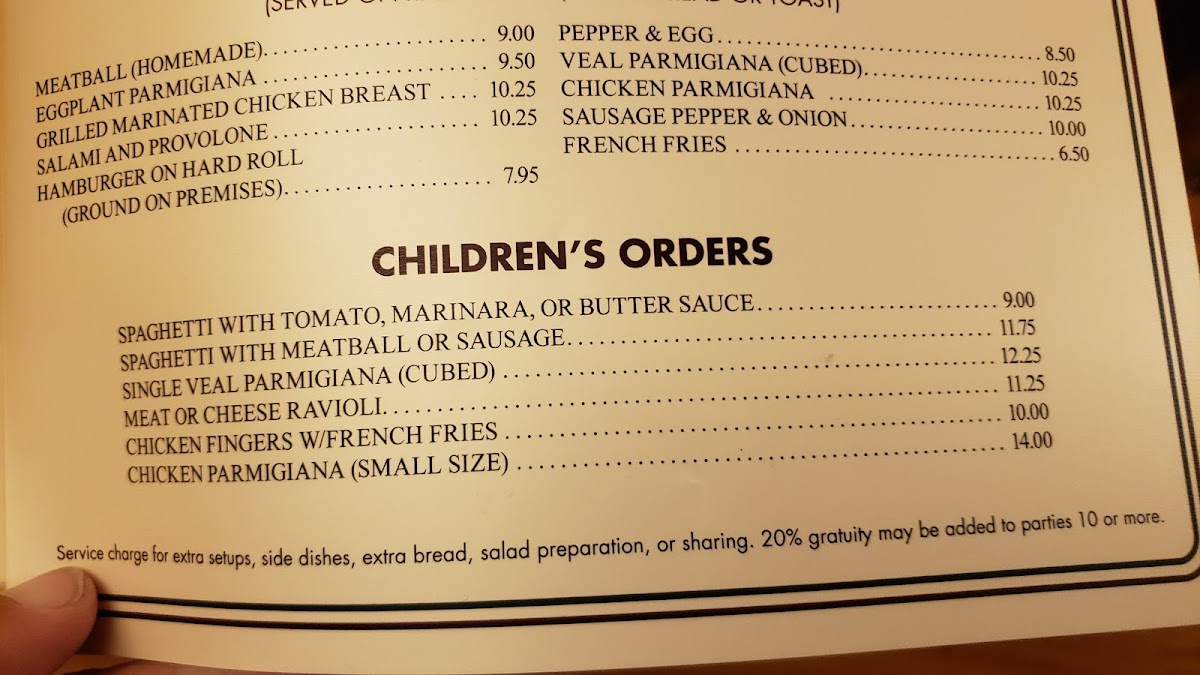 (SERVED
OR TOAST)
MEATBALL (HOMEMADE) 9.00
EGGPLANT PARMIGIANA 9.50
GRILLED MARINATED CHICKEN BREAST 10.25
SALAMI AND PROVOLONE 10.25
HAMBURGER ON HARD ROLL
(GROUND ON PREMISES) 7.95
PEPPER & EGG 8.50
VEAL PARMIGIANA (CUBED) 10.25
CHICKEN PARMIGIANA 10.25
SAUSAGE PEPPER & ONION 10.00
FRENCH FRIES 6.50
CHILDREN'S ORDERS
SPAGHETTI WITH TOMATO, MARINARA, OR BUTTER SAUCE 9.00
SPAGHETTI WITH MEATBALL OR SAUSAGE 11.75
SINGLE VEAL PARMIGIANA (CUBED) 12.25
MEAT OR CHEESE RAVIOLI 11.25
CHICKEN FINGERS W/FRENCH FRIES 10.00
CHICKEN PARMIGIANA (SMALL SIZE) 14.00
Service charge for extra setups, side dishes, extra bread, salad preparation, or sharing. 20% gratuity may be added to parties 10 or more.